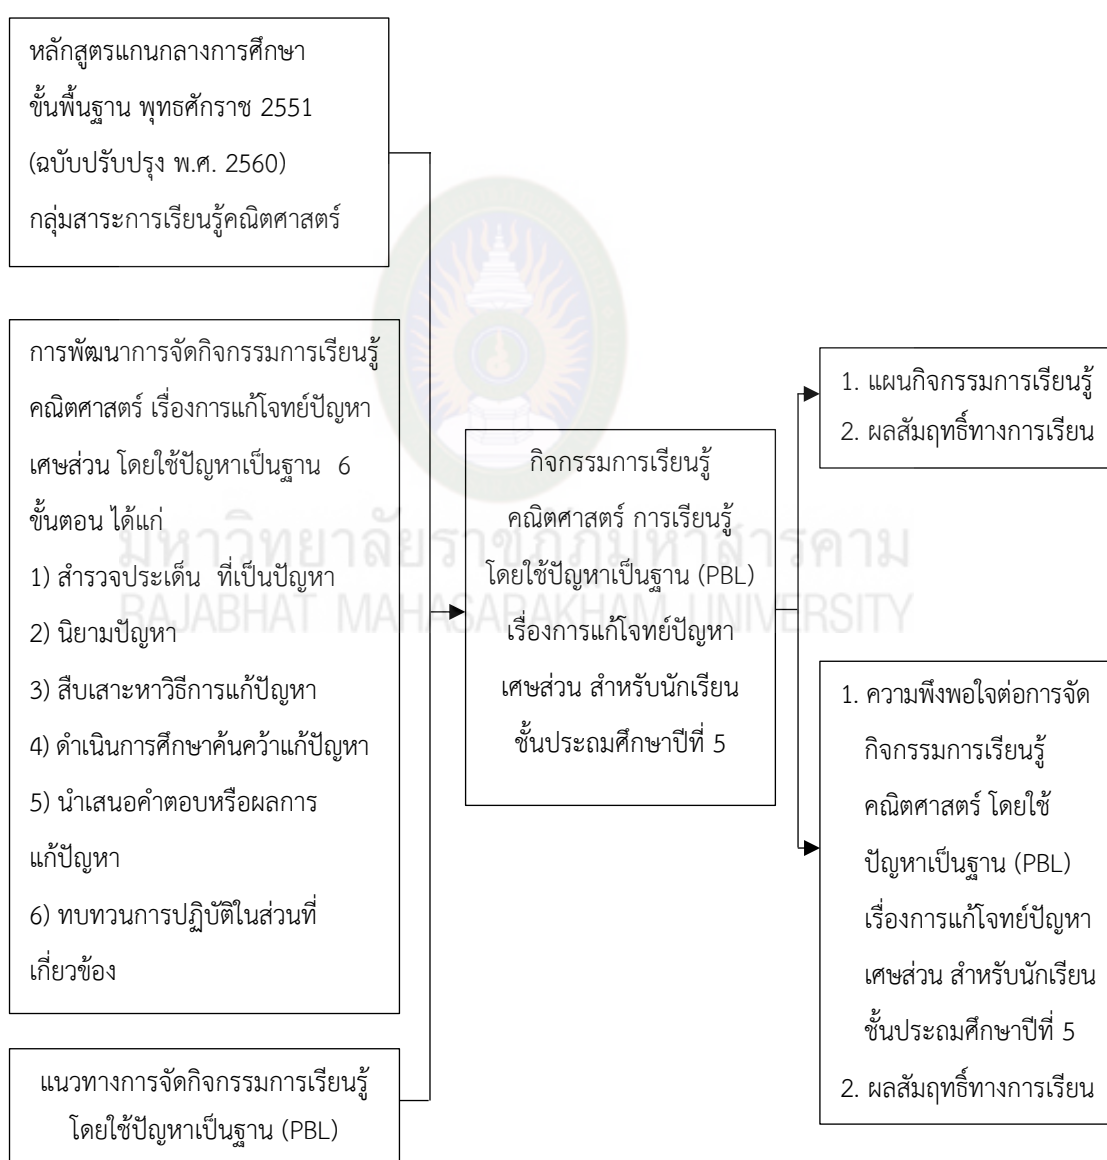 หลักสูตรแกนกลางการศึกษา
ขั้นพื้นฐาน พุทธศักราช 2551
(ฉบับปรับปรุง พ.ศ. 2560)
กลุ่มสาระการเรียนรู้คณิตศาสตร์
การพัฒนาการจัดกิจกรรมการเรียนรู้
คณิตศาสตร์ เรื่องการแก้โจทย์ปัญหา
เศษส่วน โดยใช้ปัญหาเป็นฐาน 6
ขั้นตอน ได้แก่
1) สำรวจประเด็น ที่เป็นปัญหา
2) นิยามปัญหา
3) สืบเสาะหาวิธีการแก้ปัญหา
4) ดำเนินการศึกษาค้นคว้าแก้ปัญหา
5) นำเสนอคำตอบหรือผลการ
แก้ปัญหา
6) ทบทวนการปฏิบัติในส่วนที่
เกี่ยวข้อง
แนวทางการจัดกิจกรรมการเรียนรู้
โดยใช้ปัญหาเป็นฐาน (PBL)
กิจกรรมการเรียนรู้
คณิตศาสตร์ การเรียนรู้
โดยใช้ปัญหาเป็นฐาน (PBL)
เรื่องการแก้โจทย์ปัญหา
เศษส่วน สำหรับนักเรียน
ชั้นประถมศึกษาปีที่ 5
1. แผนกิจกรรมการเรียนรู้
2. ผลสัมฤทธิ์ทางการเรียน
1. ความพึงพอใจต่อการจัด
กิจกรรมการเรียนรู้
คณิตศาสตร์ โดยใช้
ปัญหาเป็นฐาน (PBL)
เรื่องการแก้โจทย์ปัญหา
เศษส่วน สำหรับนักเรียน
ชั้นประถมศึกษาปีที่ 5
2. ผลสัมฤทธิ์ทางการเรียน
มหาวิทยาลัยราชภัฏมหาสารคาม
RAJABHAT MAHASARAKHAM UNIVERSITY